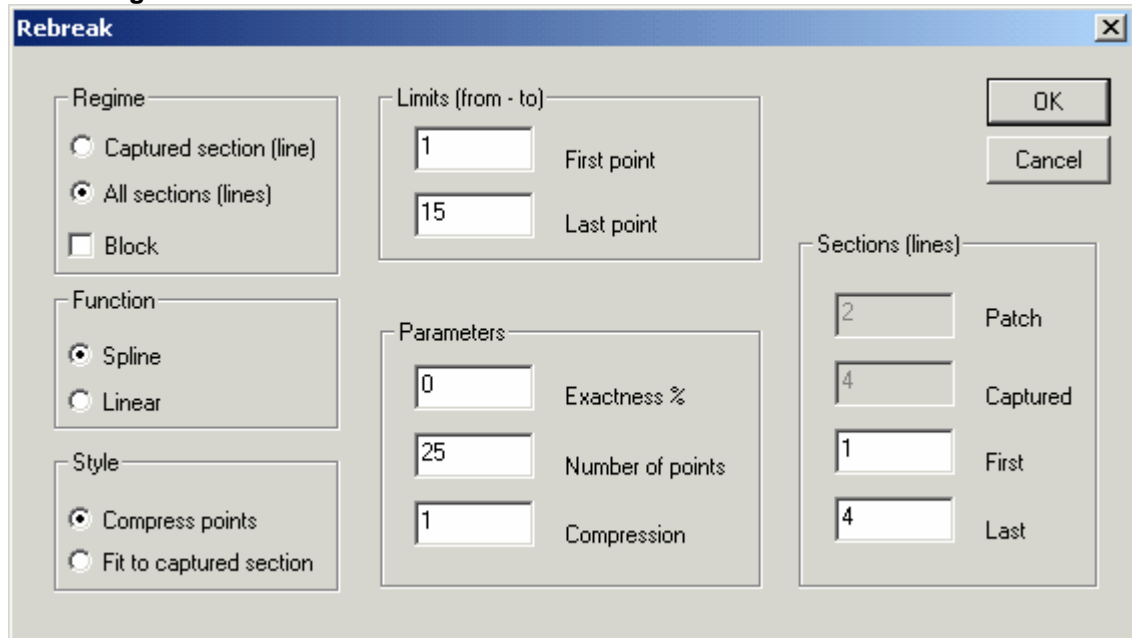 Rebreak
Regime
Captured section (line)
All sections (lines)
Block
Function
Spline
Linear
Style
Compress points
Fit to captured section
Limits (from - to)
1 First point
15 Last point
Parameters
0 Exactness %
25 Number of points
1 Compression
OK
Cancel
Sections (lines)
2 Patch
4 Captured
1 First
4 Last